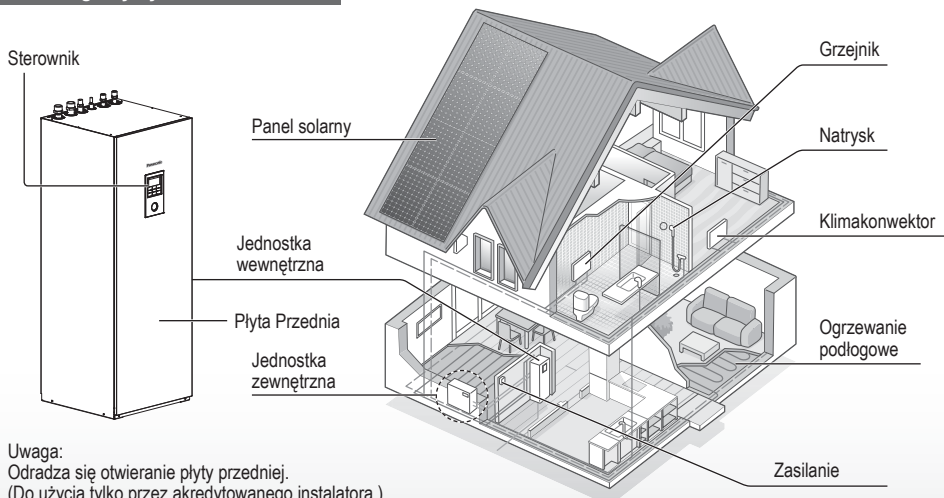 Sterownik
Panel solarny
Grzejnik
Natrysk
Klimakonwektor
Jednostka
wewnętrzna
Płyta Przednia
Jednostka
zewnętrzna
Ogrzewanie
podłogowe
Zasilanie
Uwaga:
Odradza się otwieranie płyty przedniej.
(Do użycia tylko przez akredytowanego instalatora.)